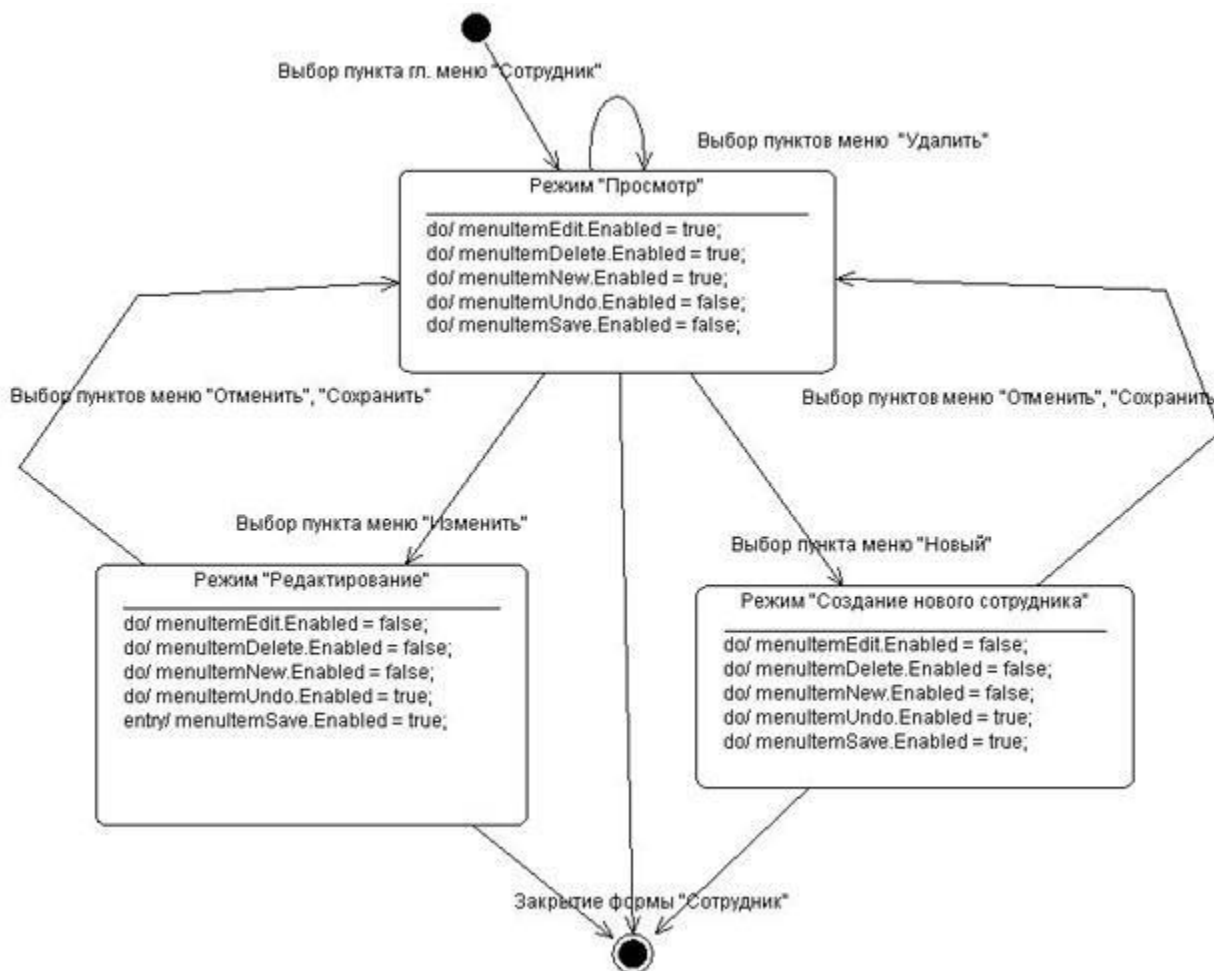 Выбор пункта гл. меню "Сотрудник"
Выбор пунктов меню "Удалить"
Режим "Просмотр"
do/ menuItemEdit.Enabled = true;
do/ menuItemDelete.Enabled = true;
do/ menuItemNew.Enabled = true;
do/ menuItemUndo.Enabled = false;
do/ menuItemSave.Enabled = false;
Выбор пунктов меню "Отменить", "Сохранить"
Выбор пунктов меню "Отменить", "Сохранить
Выбор пункта меню "Изменить"
Выбор пункта меню "Новый"
Режим "Редактирование"
do/ menuItemEdit.Enabled = false;
do/ menuItemDelete.Enabled = false;
do/ menuItemNew.Enabled = false;
do/ menuItemUndo.Enabled = true;
entry/ menuItemSave.Enabled = true;
Режим "Создание нового сотрудника"
do/ menuItemEdit.Enabled = false;
do/ menuItemDelete.Enabled = false;
do/ menuItemNew.Enabled = false;
do/ menuItemUndo.Enabled = true;
do/ menuItemSave.Enabled = true;
Закрытие формы "Сотрудник"